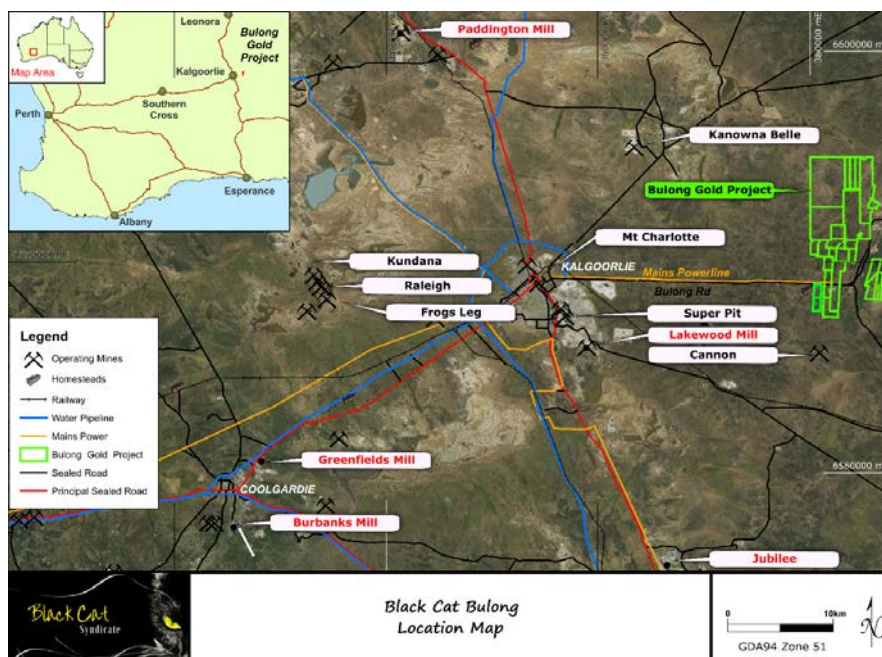 Leonora
Bulong
Gold
Project
Map Area
Kalgoorlie
Southern
Cross
Perth
Esperance
Albany
Paddington Mill
6600000 mN
Kanowna Belle
Bulong Gold Project
Mt Charlotte
KALGOORLIE
Kundana
Mains Powerline
Raleigh
Bulong Rd
Frogs Leg
Super Pit
Lakewood Mill
Cannon
Legend
Operating Mines
Homesteads
Railway
Water Pipeline
Mains Power
Bulong Gold Project
Sealed Road
Principal Sealed Road
Greenfields Mill
COOLGARDIE
6550000 mN
Burbanks Mill
Jubilee
Black Cat
Syndicate
Black Cat Bulong
Location Map
0 10km
GDA94 Zone 51
N